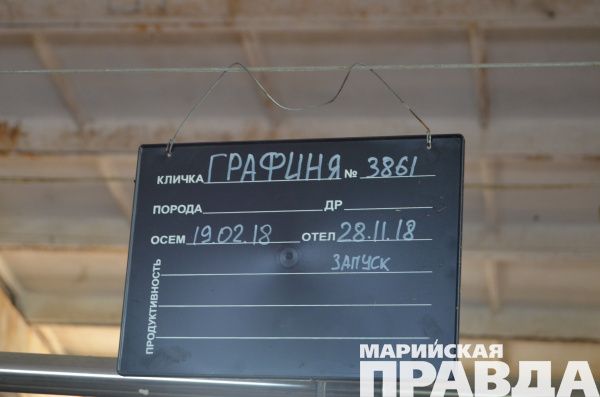 КЛИЧКА ГРАФИНЯ № 3861
ПОРОДА ДР
ОСЕМ 19.02.18 ОТЕЛ 28.11.18
ЗАПУСК
ПРОДУКТИВНОСТЬ
МАРИЙСКАЯ
ПРАВДА